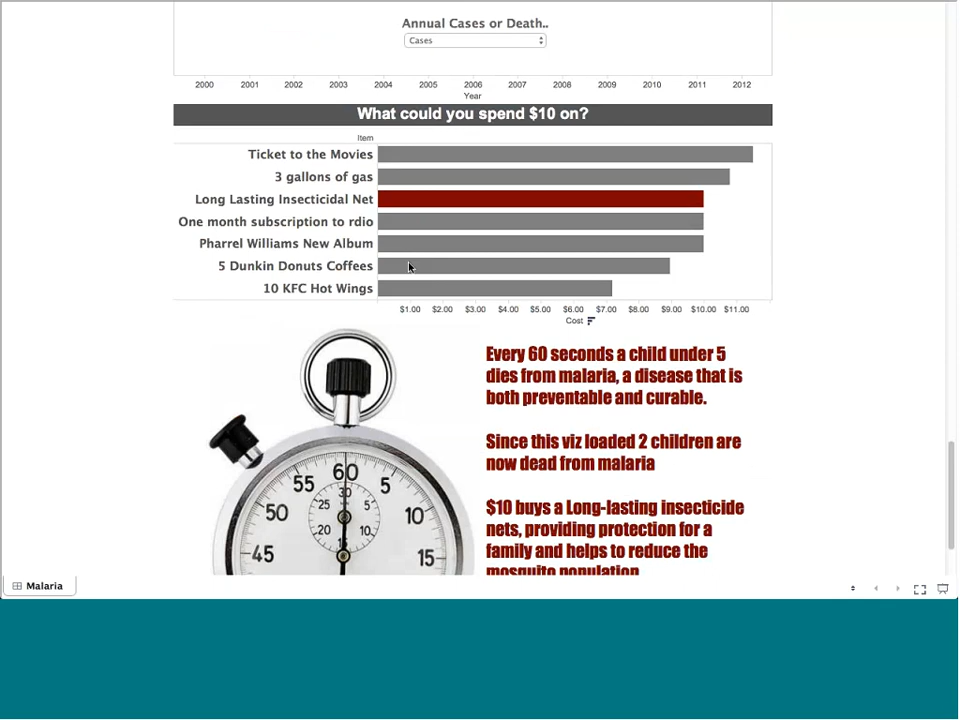 Annual Cases or Death..
Cases
2000 2001 2002 2003 2004 2005 2006 2007 2008 2009 2010 2011 2012
Year
What could you spend $10 on?
Item
Ticket to the Movies
3 gallons of gas
Long Lasting Insecticidal Net
One month subscription to rdio
Pharrel Williams New Album
5 Dunkin Donuts Coffees
10 KFC Hot Wings
$1.00 $2.00 $3.00 $4.00 $5.00 $6.00 $7.00 $8.00 $9.00 $10.00 $11.00
Cost
Every 60 seconds a child under 5
dies from malaria, a disease that is
both preventable and curable.
Since this viz loaded 2 children are
now dead from malaria
$10 buys a Long-lasting insecticide
nets, providing protection for a
family and helps to reduce the
mosquito population
60
55 5
30
25 5
50 10
20 10
45 15
Malaria